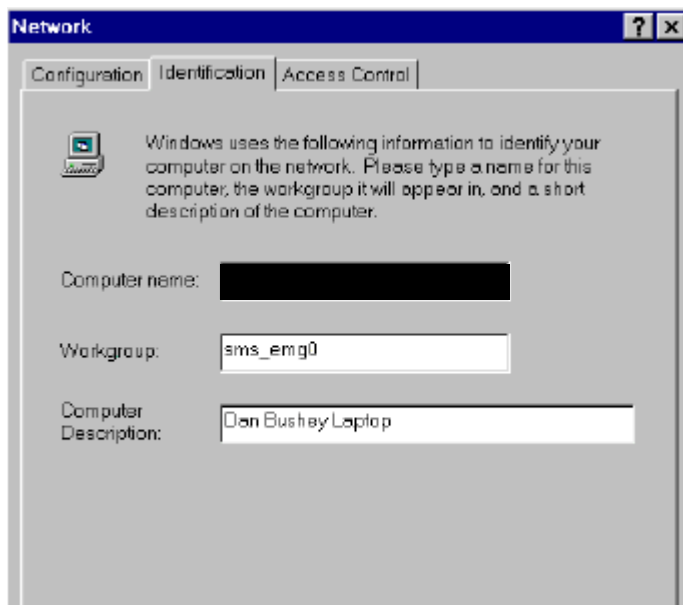 Network
Configuration Identification Access Control
Windows uses the following information to identify your
computer on the network. Please type a name for this
computer, the workgroup it will appear in, and a short
description of the computer.
Computer name:
Workgroup: sms_emg0
Computer
Description: Dan Bushey Laptop